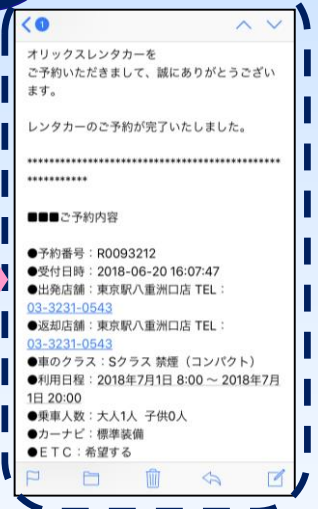 1
オリックスレンタカーを
ご予約いただきまして、誠にありがとうござい
ます。
レンタカーのご予約が完了いたしました。
**********************************************
***********
■■■ご予約内容
●予約番号：R0093212
●受付日時：2018-06-20 16:07:47
●出発店舗：東京駅八重洲口店 TEL：
03-3231-0543
●返却店舗：東京駅八重洲口店 TEL：
03-3231-0543
●車のクラス：Sクラス 禁煙（コンパクト）
●利用日程：2018年7月1日 8:00 ～ 2018年7月
1日 20:00
●乗車人数：大人1人 子供0人
●カーナビ：標準装備
●ＥＴＣ：希望する